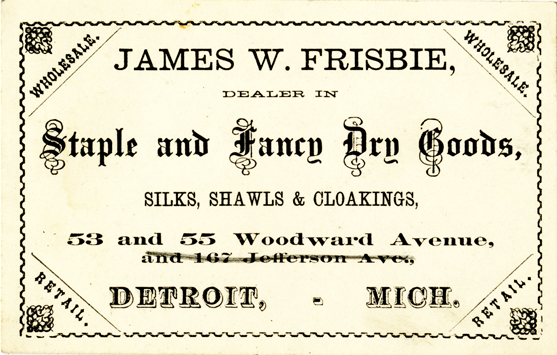 WHOLESALE.
WHOLESALE.
JAMES W. FRISBIE,
DEALER IN
Staple and Fancy Dry Goods,
SILKS, SHAWLS & CLOAKINGS,
53 and 55 Woodward Avenue,
and 167 Jefferson Aves,
DETROIT, - MICH.
RETAIL.
RETAIL.